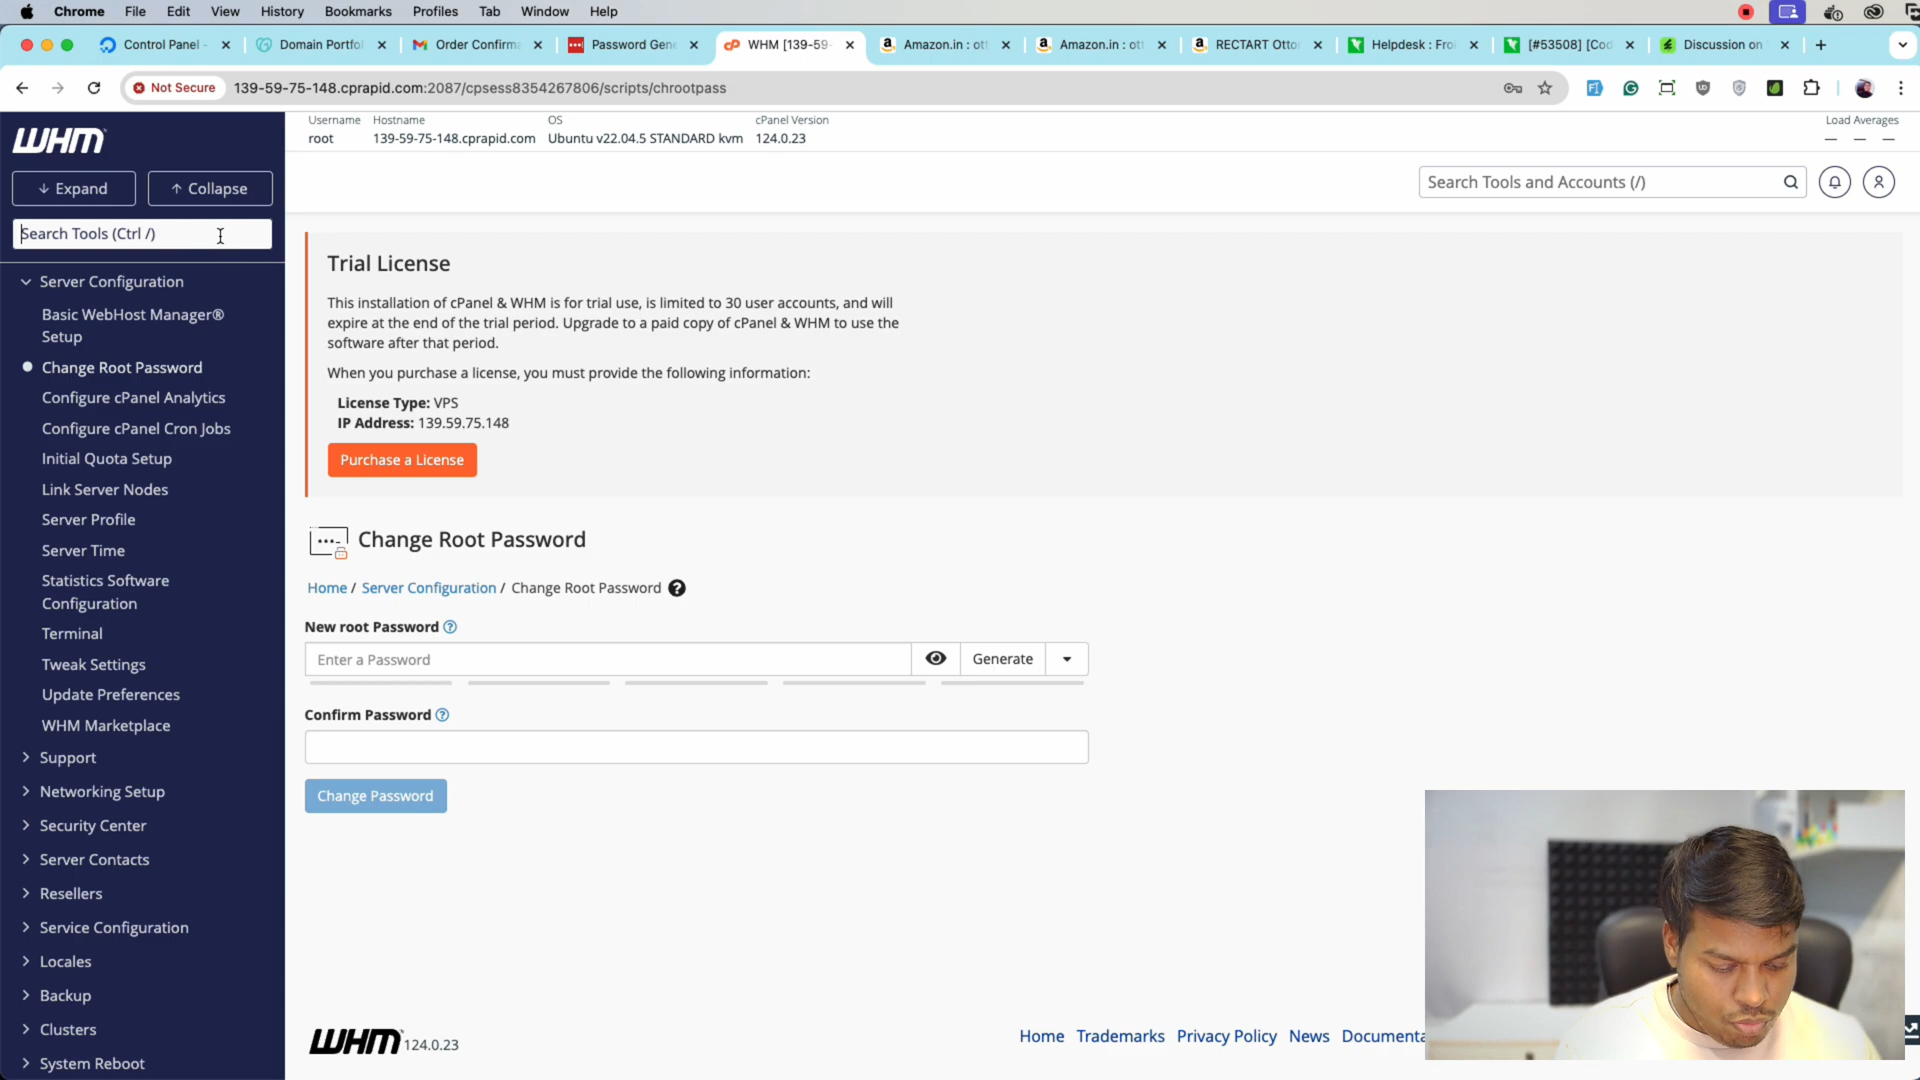 Chrome File Edit View History Bookmarks Profiles Tab Window Help
Control Panel - Domain Portfo Order Confirma Password Gene WHM [139-59- Amazon.in : ott Amazon.in : ott RECTART Otto Helpdesk : Fro [#53508] [Cod Discussion on
Not Secure 139-59-75-148.cprapid.com:2087/cpsess8354267806/scripts/chrootpass
WHM
Expand Collapse
Search Tools (Ctrl /)
Server Configuration
Basic WebHost Manager®
Setup
Change Root Password
Configure cPanel Analytics
Configure cPanel Cron Jobs
Initial Quota Setup
Link Server Nodes
Server Profile
Server Time
Statistics Software
Configuration
Terminal
Tweak Settings
Update Preferences
WHM Marketplace
Support
Networking Setup
Security Center
Server Contacts
Resellers
Service Configuration
Locales
Backup
Clusters
System Reboot
Username Hostname OS cPanel Version Load Averages
root 139-59-75-148.cprapid.com Ubuntu v22.04.5 STANDARD kvm 124.0.23
Search Tools and Accounts (/)
Trial License
This installation of cPanel & WHM is for trial use, is limited to 30 user accounts, and will
expire at the end of the trial period. Upgrade to a paid copy of cPanel & WHM to use the
software after that period.
When you purchase a license, you must provide the following information:
License Type: VPS
IP Address: 139.59.75.148
Purchase a License
Change Root Password
Home / Server Configuration / Change Root Password
New root Password
Enter a Password Generate
Confirm Password
Change Password
WHM 124.0.23
Home Trademarks Privacy Policy News Documenta